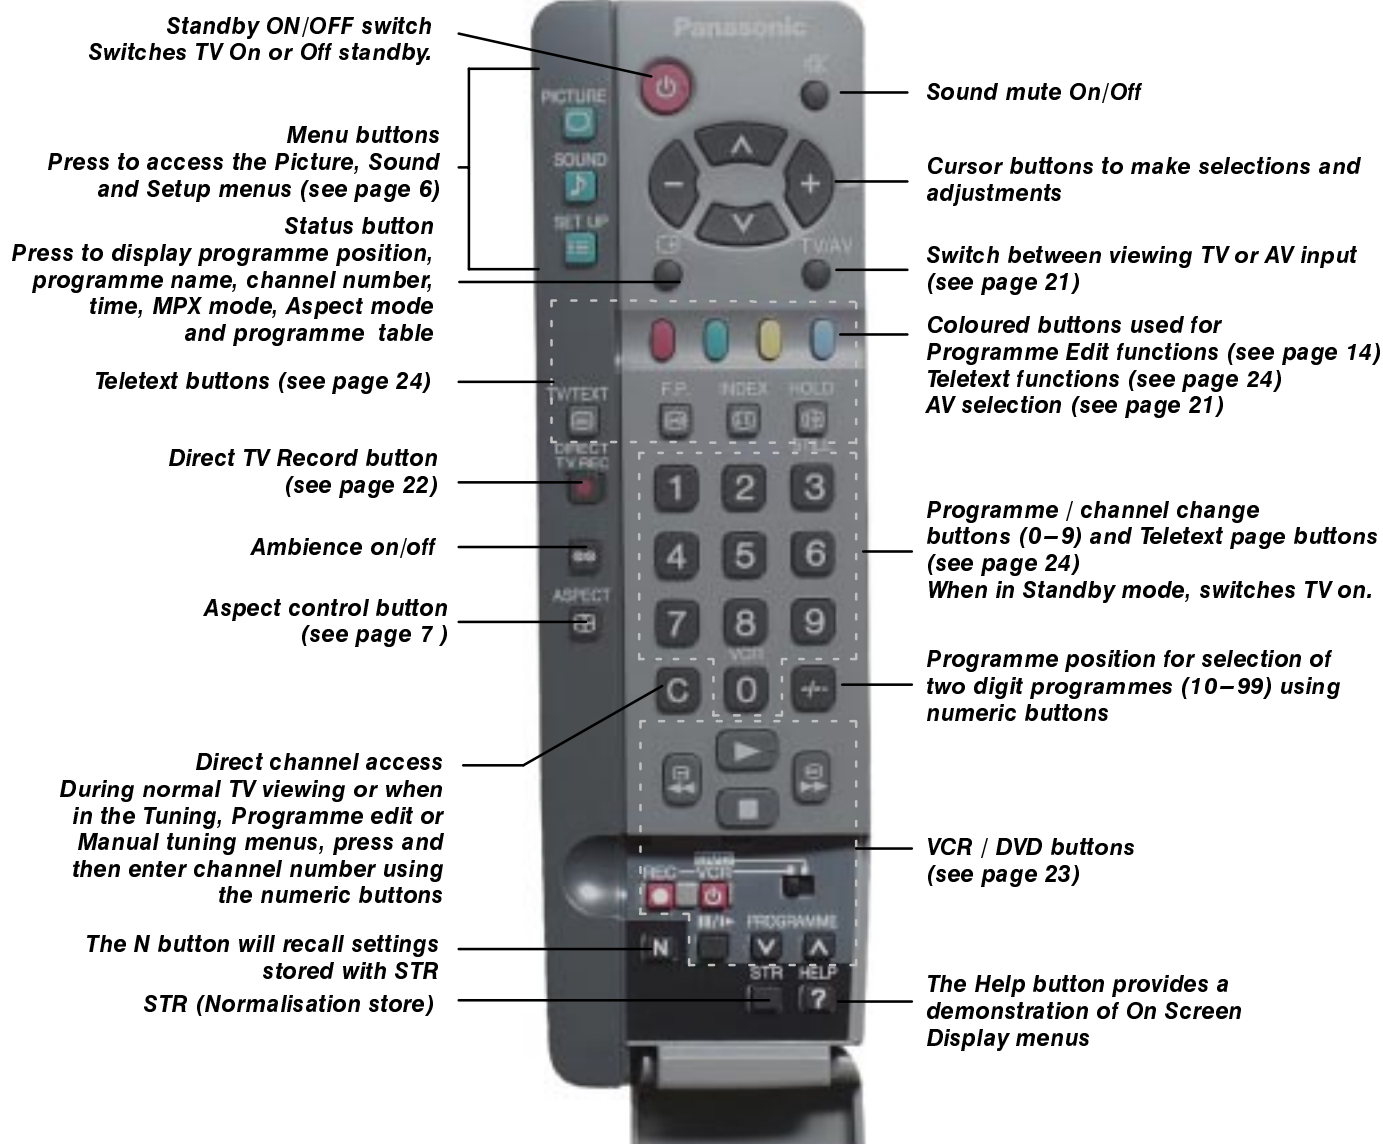 Standby ON/OFF switch
Switches TV On or Off standby.
Menu buttons
Press to access the Picture, Sound
and Setup menus (see page 6)
Status button
Press to display programme position,
programme name, channel number,
time, MPX mode, Aspect mode
and programme table
Teletext buttons (see page 24)
Direct TV Record button
(see page 22)
Ambience on/off
Aspect control button
(see page 7 )
Direct channel access
During normal TV viewing or when
in the Tuning, Programme edit or
Manual tuning menus, press and
then enter channel number using
the numeric buttons
The N button will recall settings
stored with STR
STR (Normalisation store)
Panasonic
PICTURE
SOUND
SET UP
TV/AV
TV/TEXT
F.P.
INDEX
HOLD
DIRECT
TV REC
1 2 3
4 5 6
ASPECT
7 8 9
VCR
C 0 -/--
REC VCR
PROGRAMME
N
STR HELP
?
Sound mute On/Off
Cursor buttons to make selections and
adjustments
Switch between viewing TV or AV input
(see page 21)
Coloured buttons used for
Programme Edit functions (see page 14)
Teletext functions (see page 24)
AV selection (see page 21)
Programme / channel change
buttons (0–9) and Teletext page buttons
(see page 24)
When in Standby mode, switches TV on.
Programme position for selection of
two digit programmes (10–99) using
numeric buttons
VCR / DVD buttons
(see page 23)
The Help button provides a
demonstration of On Screen
Display menus